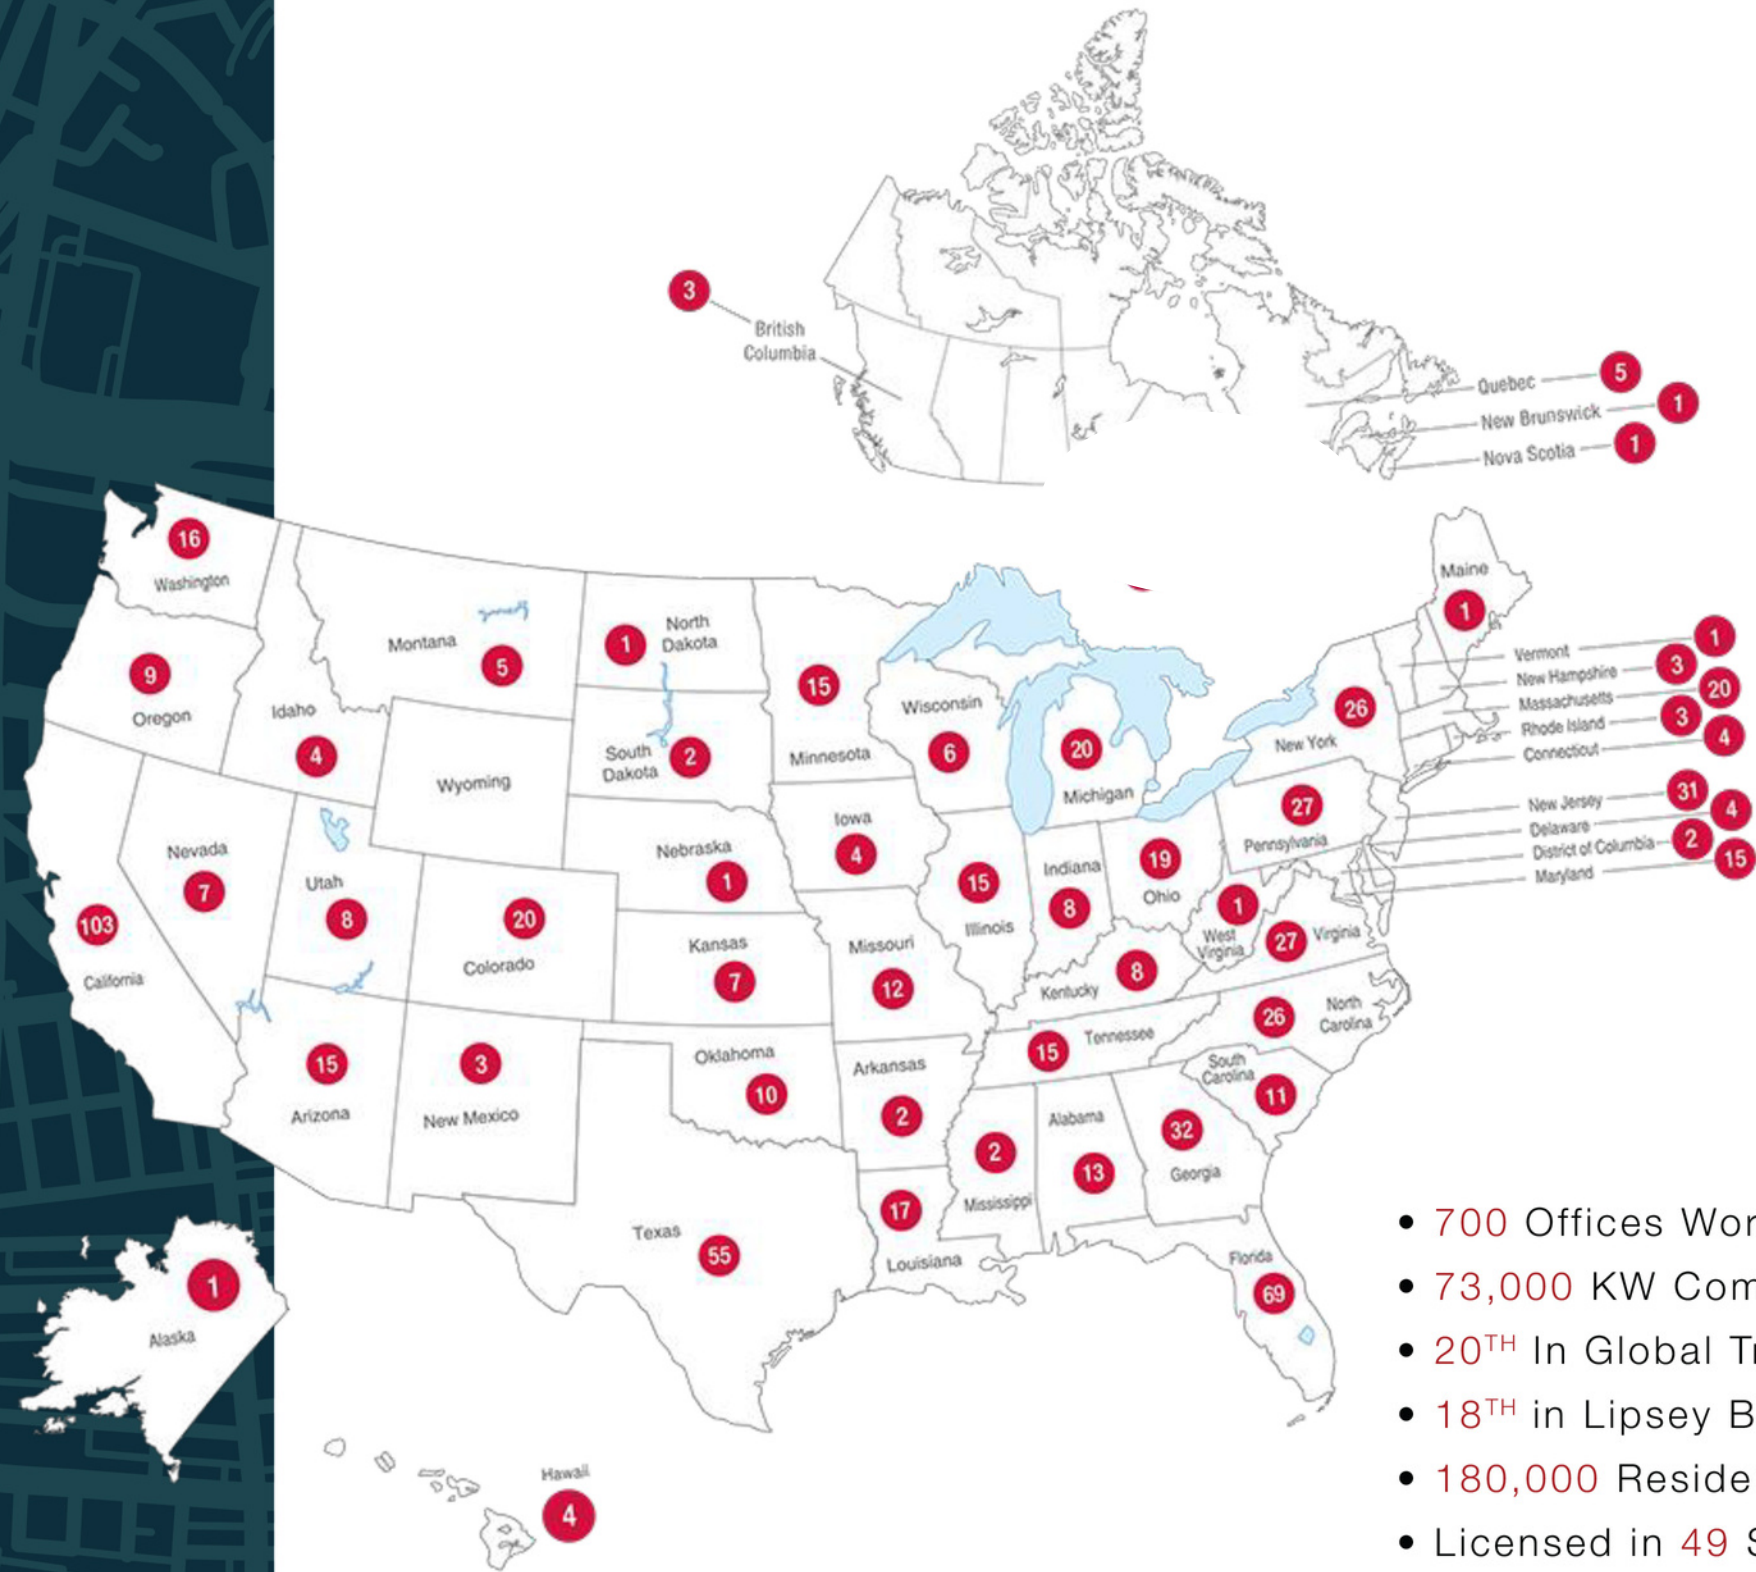 3
British
Columbia
Quebec 5
New Brunswick 1
Nova Scotia 1
16
Washington
9
Oregon
Montana
5
Idaho
4
Wyoming
1
North
Dakota
South
Dakota
2
15
Minnesota
Wisconsin
6
20
Michigan
26
New York
Maine
1
Vermont 1
New Hampshire 3
Massachusetts 20
Rhode Island 3
Connecticut 4
New Jersey 31
Delaware 4
District of Columbia 2
Maryland 15
27
Pennsylvania
Nevada
7
103
California
Utah
8
20
Colorado
Nebraska
1
Iowa
4
Kansas
7
Missouri
12
15
Illinois
Indiana
8
19
Ohio
1
West
Virginia
27
Virginia
8
Kentucky
15
Tennessee
26
North
Carolina
South
Carolina
11
15
Arizona
3
New Mexico
Oklahoma
10
Arkansas
2
2
Mississippi
Alabama
13
32
Georgia
17
Louisiana
Texas
55
Florida
69
1
Alaska
Hawaii
4
• 700 Offices Wor
• 73,000 KW Com
• 20TH In Global Tr
• 18TH in Lipsey B
• 180,000 Reside
• Licensed in 49 S